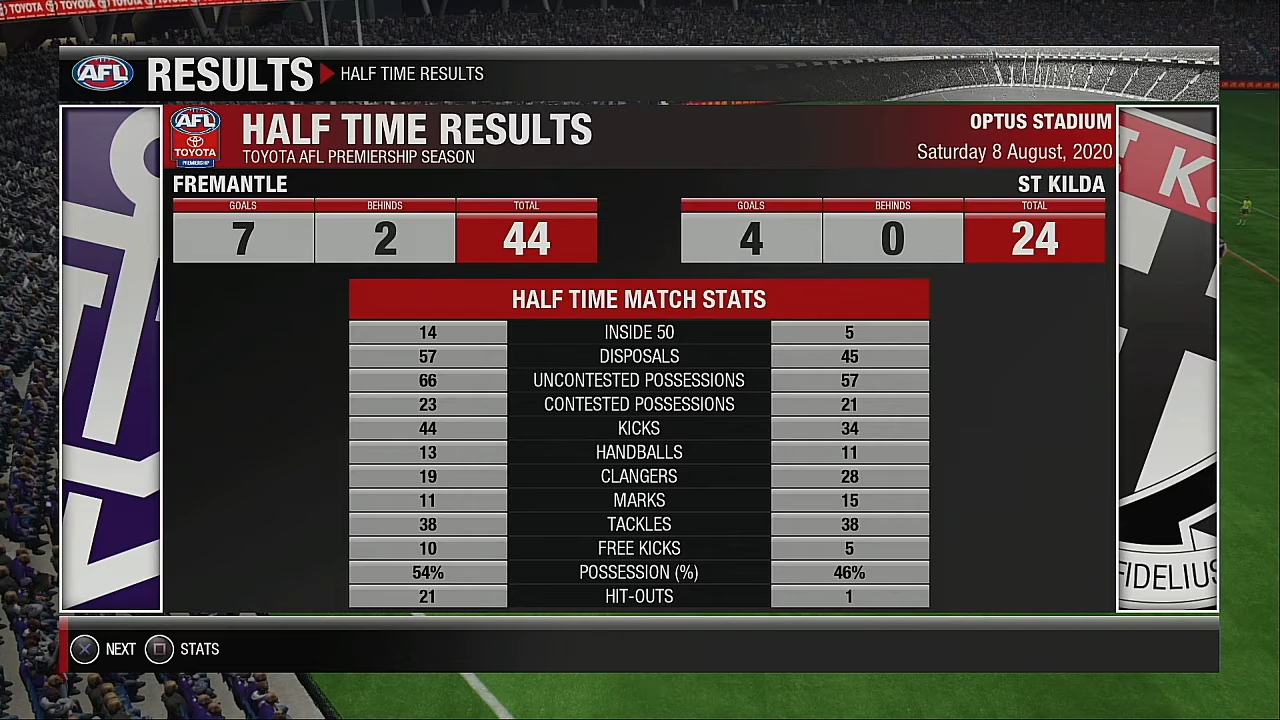 TOYOTA TOYOTA TOYOTA
AFL RESULTS HALF TIME RESULTS
AFL TOYOTA PREMIERSHIP
HALF TIME RESULTS
TOYOTA AFL PREMIERSHIP SEASON
OPTUS STADIUM
Saturday 8 August, 2020
FREMANTLE ST KILDA
GOALS BEHINDS TOTAL GOALS BEHINDS TOTAL
7 2 44 4 0 24
HALF TIME MATCH STATS
14 INSIDE 50 5
57 DISPOSALS 45
66 UNCONTESTED POSSESSIONS 57
23 CONTESTED POSSESSIONS 21
44 KICKS 34
13 HANDBALLS 11
19 CLANGERS 28
11 MARKS 15
38 TACKLES 38
10 FREE KICKS 5
54% POSSESSION (%) 46%
21 HIT-OUTS 1
T K.
FIDELIUS
NEXT STATS